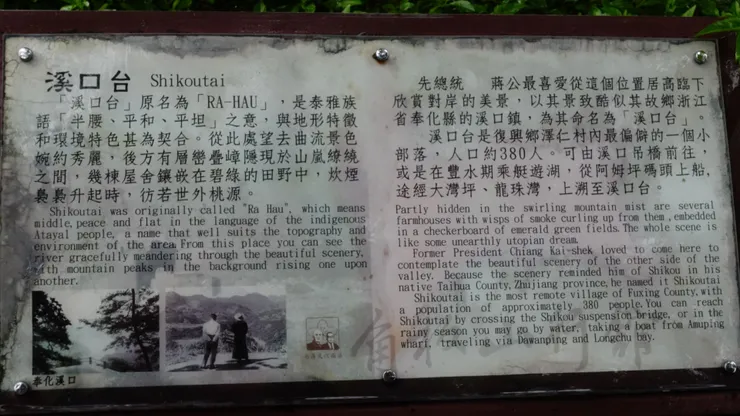 溪口台 Shikoutai
「溪口台」原名為「RA-HAU」，是泰雅族
語「半腰、平和、平坦」之意，與地形特徵
和環境特色甚為契合。從此處望去曲流景色
婉約秀麗，後方有層巒疊嶂隱現於山嵐繚繞
之間，幾棟屋舍鑲嵌在碧綠的田野中，炊煙
裊裊升起時，彷若世外桃源。
Shikoutai was originally called "Ra Hau", which means
middle, peace and flat in the language of the indigenous
Atayal people, a name that well suits the topography and
environment of the area. From this place you can see the
river gracefully meandering through the beautiful scenery,
with mountain peaks in the background rising one upon
another.
奉化溪口
先總統　蔣公最喜愛從這個位置居高臨下
欣賞對岸的美景，以其景致酷似其故鄉浙江
省奉化縣的溪口鎮，為其命名為「溪口台」。
溪口台是復興鄉澤仁村內最偏僻的一個小
部落，人口約380人。可由溪口吊橋前往，
或是在豐水期乘艇遊湖，從阿姆坪碼頭上船，
途經大灣坪、龍珠灣，上溯至溪口台。
Partly hidden in the swirling mountain mist are several
farmhouses with wisps of smoke curling up from them, embedded
in a checkerboard of emerald green fields. The whole scene is
like some unearthly utopian dream.
Former President Chiang Kai-shek loved to come here to
contemplate the beautiful scenery of the other side of the
valley. Because the scenery reminded him of Shikou in his
native Taihua County, Zhujiang province, he named it Shikoutai
Shikoutai is the most remote village of Fuxing County, with
a population of approximately 380 people. You can reach
Shikoutai by crossing the Shikou suspension bridge, or in the
rainy season you may go by water, taking a boat from Amuping
wharf, traveling via Dawanping and Longchu bay.